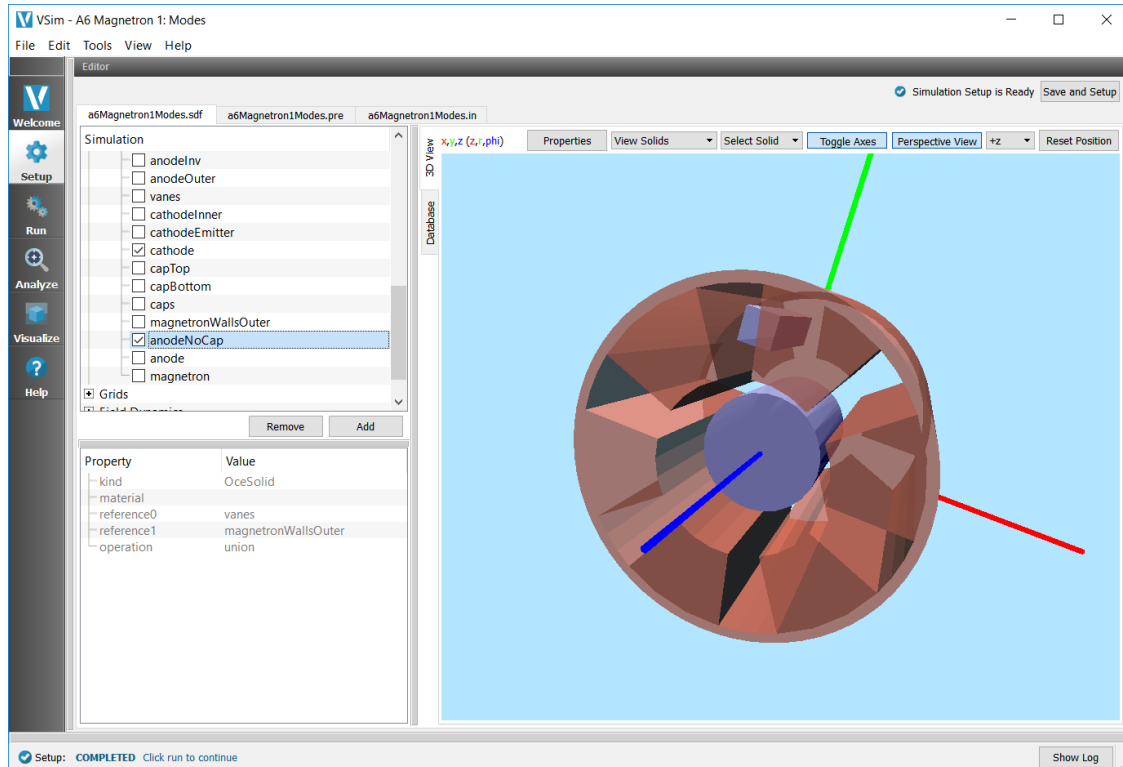 VSim - A6 Magnetron 1: Modes
File Edit Tools View Help
Editor
Simulation Setup is Ready Save and Setup
Welcome
Setup
Run
Analyze
Visualize
Help
a6Magnetron1Modes.sdf a6Magnetron1Modes.pre a6Magnetron1Modes.in
Simulation
anodeInv
anodeOuter
vanes
cathodeInner
cathodeEmitter
cathode
capTop
capBottom
caps
magnetronWallsOuter
anodeNoCap
anode
magnetron
Grids
Field Dynamics
Remove Add
Property Value
kind OceSolid
material
reference0 vanes
reference1 magnetronWallsOuter
operation union
3D View
Database
x,y,z (z,r,phi) Properties View Solids Select Solid Toggle Axes Perspective View +z Reset Position
Setup: COMPLETED Click run to continue Show Log